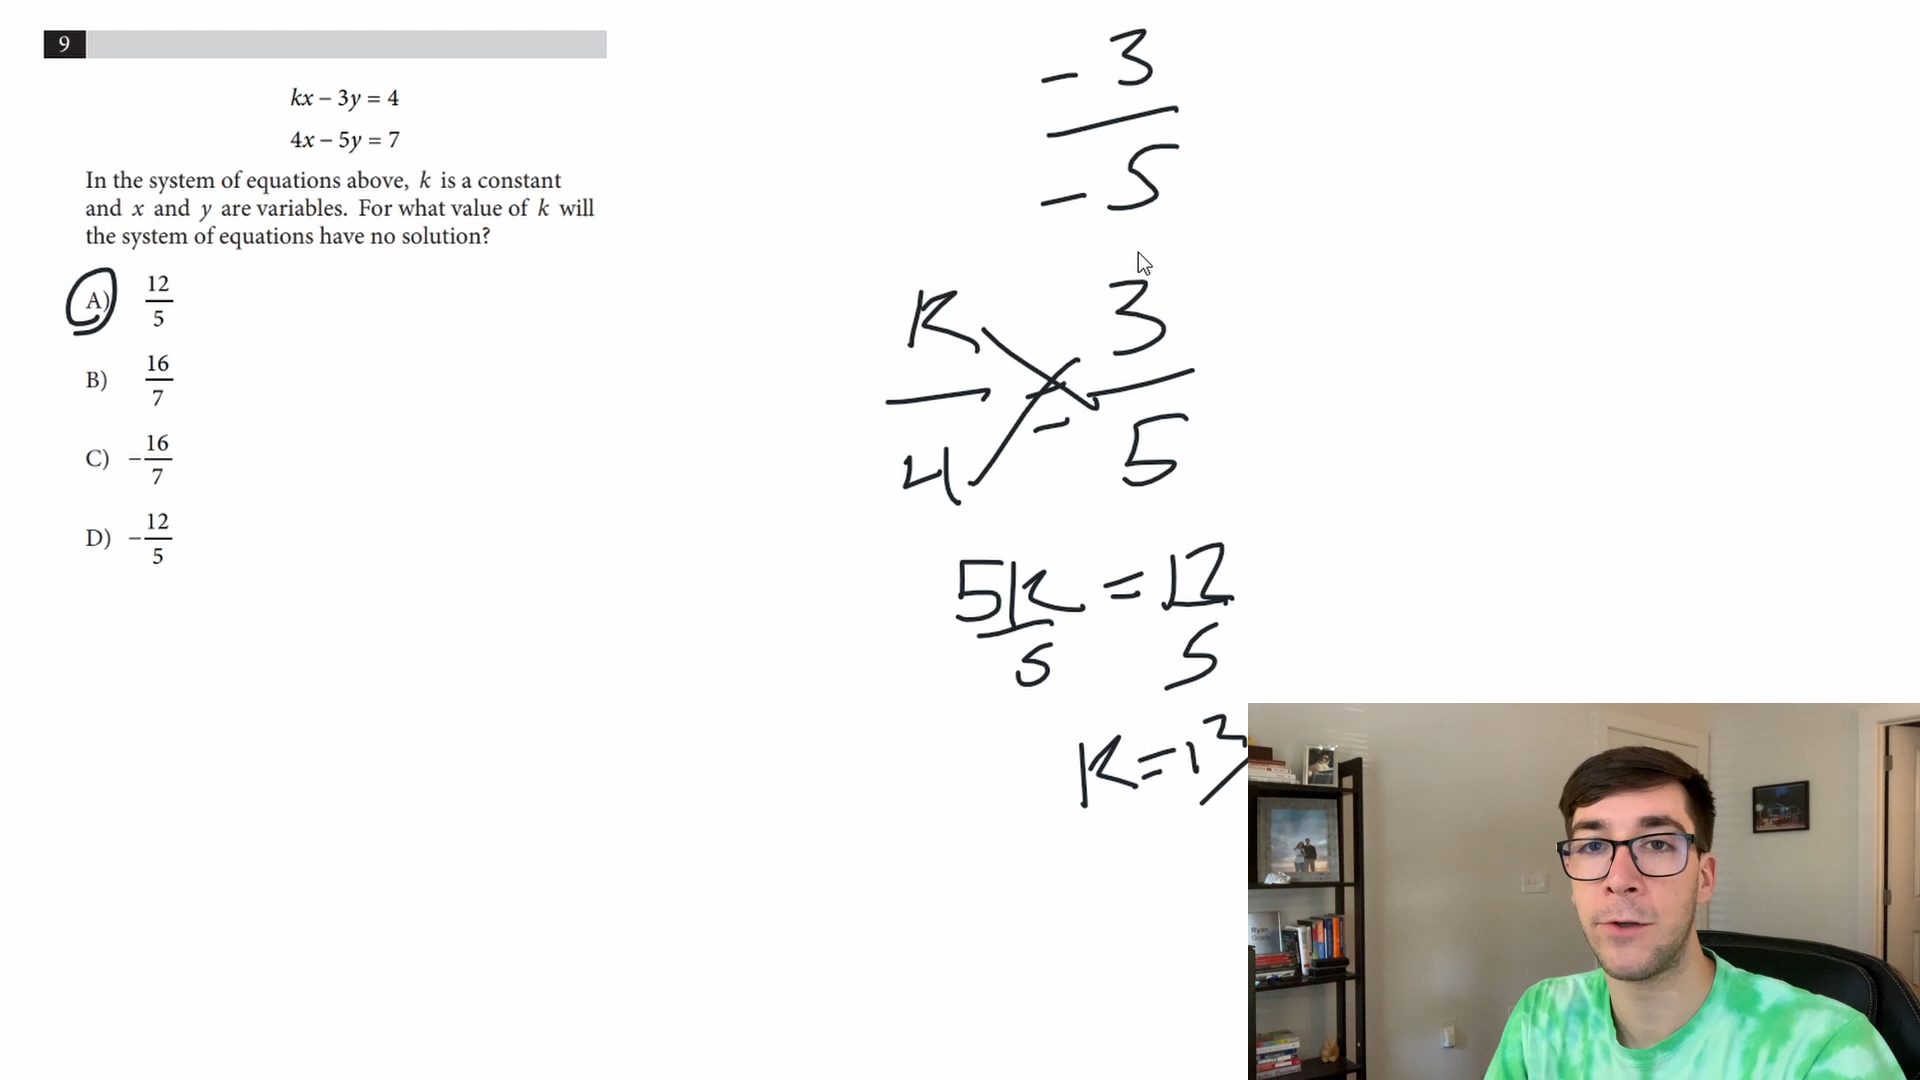 9
kx – 3y = 4
4x – 5y = 7
In the system of equations above, k is a constant
and x and y are variables. For what value of k will
the system of equations have no solution?
A) 12/5
B) 16/7
C) –16/7
D) –12/5
-3
-5
K/4 = 3/5
5K = 12
5 5
K=12/
Ryan